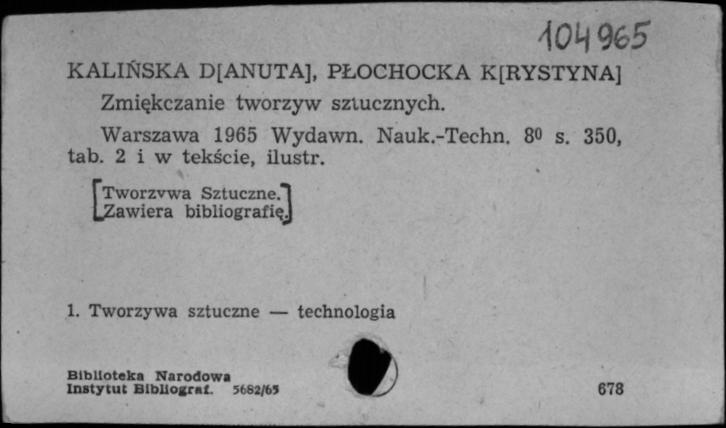 104965
KALIŃSKA D[ANUTA], PŁOCHOCKA K[RYSTYNA]
Zmiękczanie tworzyw sztucznych.
Warszawa 1965 Wydawn. Nauk.-Techn. 8⁰ s. 350,
tab. 2 i w tekście, ilustr.
[Tworzywa Sztuczne.]
[Zawiera bibliografię.]
1. Tworzywa sztuczne — technologia
Biblioteka Narodowa
Instytut Bibliograf. 5682/65
678